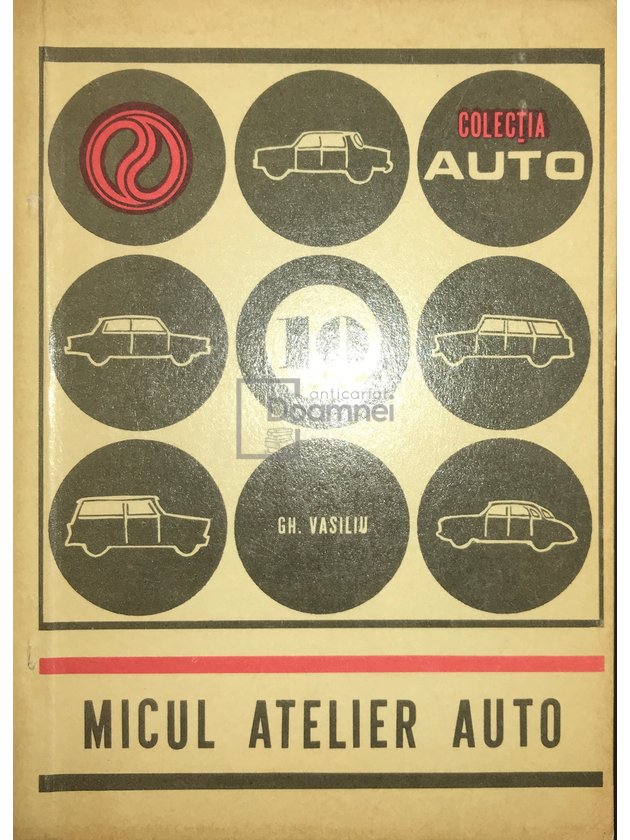 COLECȚIA
AUTO
10
anticariat
Doamnei
GH. VASILIU
MICUL ATELIER AUTO